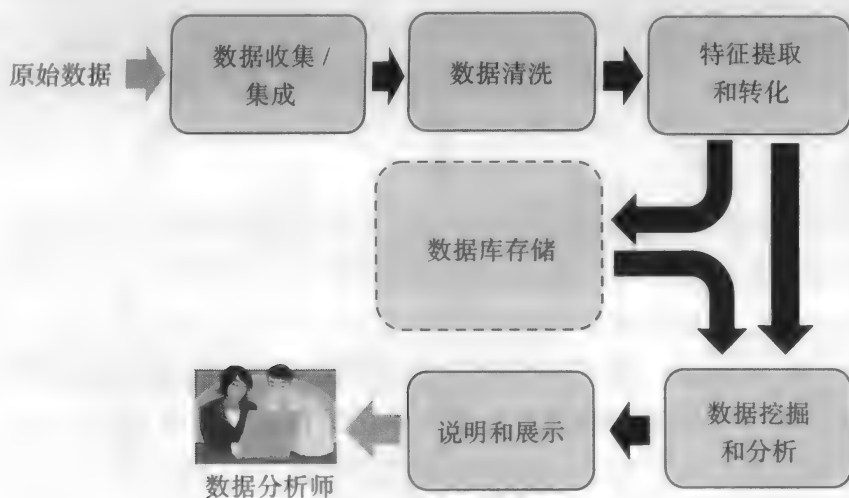 原始数据
数据收集 /
集成
数据清洗
特征提取
和转化
数据库存储
数据挖掘
和分析
说明和展示
数据分析师